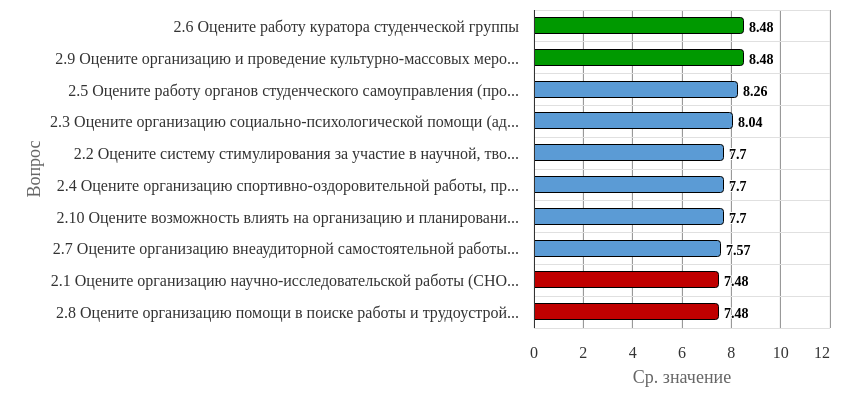 2.6 Оцените работу куратора студенческой группы 8.48
2.9 Оцените организацию и проведение культурно-массовых меро... 8.48
2.5 Оцените работу органов студенческого самоуправления (про... 8.26
2.3 Оцените организацию социально-психологической помощи (ад... 8.04
2.2 Оцените систему стимулирования за участие в научной, тво... 7.7
2.4 Оцените организацию спортивно-оздоровительной работы, пр... 7.7
2.10 Оцените возможность влиять на организацию и планировани... 7.7
2.7 Оцените организацию внеаудиторной самостоятельной работы... 7.57
2.1 Оцените организацию научно-исследовательской работы (СНО... 7.48
2.8 Оцените организацию помощи в поиске работы и трудоустрой... 7.48
Вопрос
0 2 4 6 8 10 12
Ср. значение